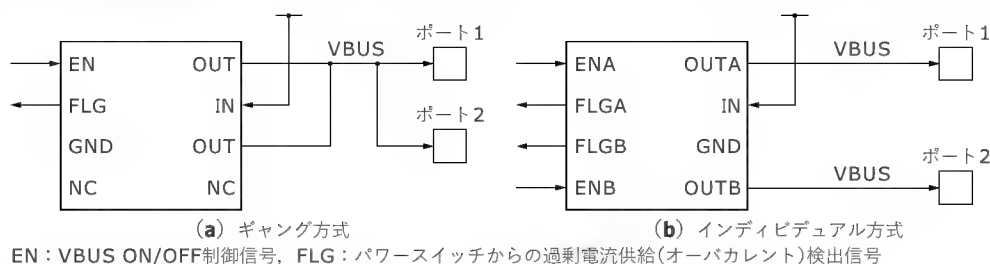 ポート1
VBUS
EN OUT
FLG IN
ポート2
GND OUT
NC NC
(a) ギャング方式
ポート1
VBUS
ENA OUTA
FLGA IN
FLGB GND
ポート2
VBUS
ENB OUTB
(b) インディビデュアル方式
EN：VBUS ON/OFF制御信号，FLG：パワースイッチからの過剰電流供給(オーバカレント)検出信号